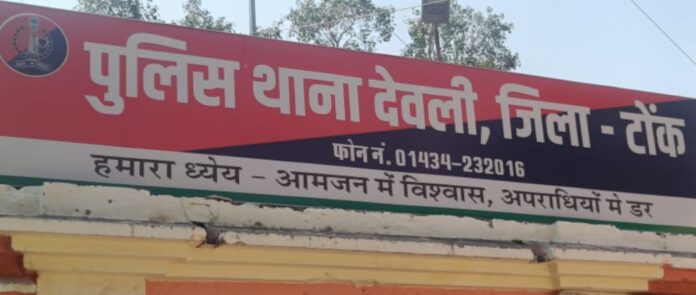 पुलिस थाना देवली, जिला - टोंक
फोन नं. 01434-232016
हमारा ध्येय - आमजन में विश्वास, अपराधियों मे डर